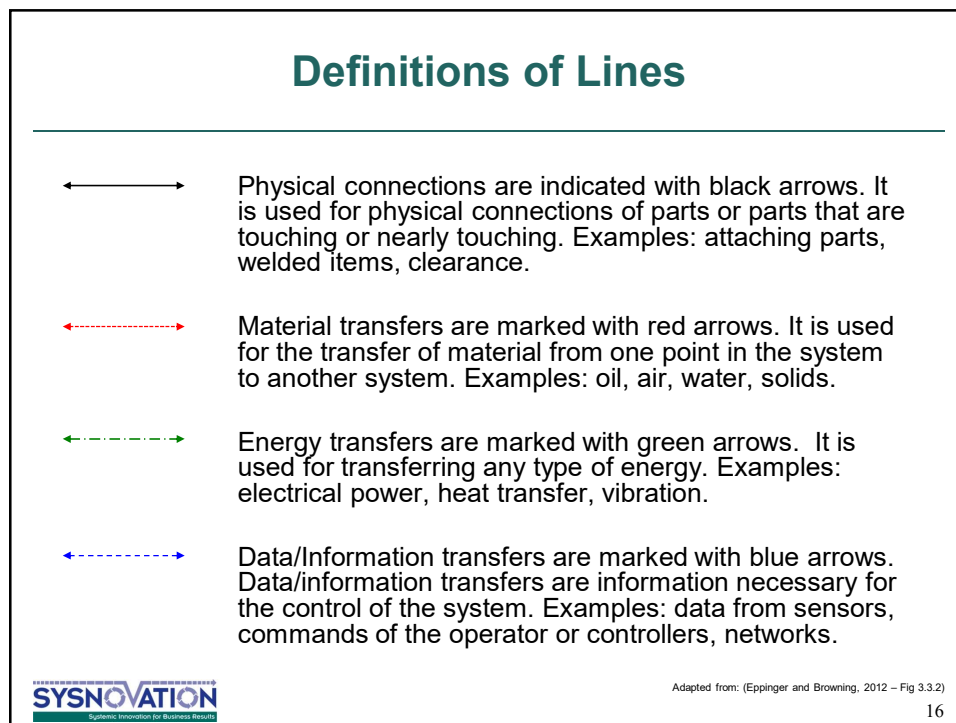 Definitions of Lines
Physical connections are indicated with black arrows. It
is used for physical connections of parts or parts that are
touching or nearly touching. Examples: attaching parts,
welded items, clearance.
Material transfers are marked with red arrows. It is used
for the transfer of material from one point in the system
to another system. Examples: oil, air, water, solids.
Energy transfers are marked with green arrows.  It is
used for transferring any type of energy. Examples:
electrical power, heat transfer, vibration.
Data/Information transfers are marked with blue arrows.
Data/information transfers are information necessary for
the control of the system. Examples: data from sensors,
commands of the operator or controllers, networks.
SYSNOVATION
Systemic Innovation for Business Results
Adapted from: (Eppinger and Browning, 2012 – Fig 3.3.2)
16